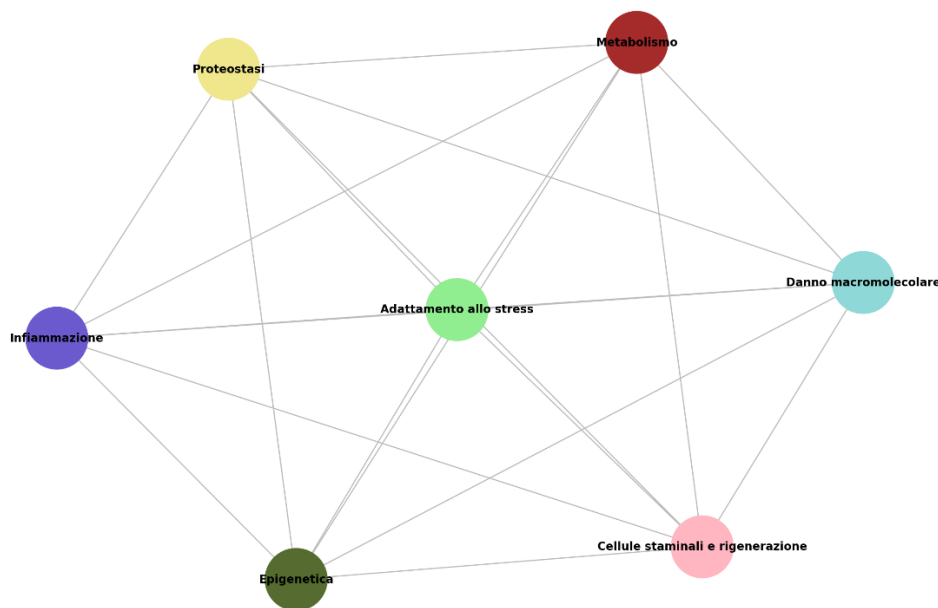 Metabolismo
Proteostasi
Danno macromolecolare
Adattamento allo stress
Infiammazione
Cellule staminali e rigenerazione
Epigenetica